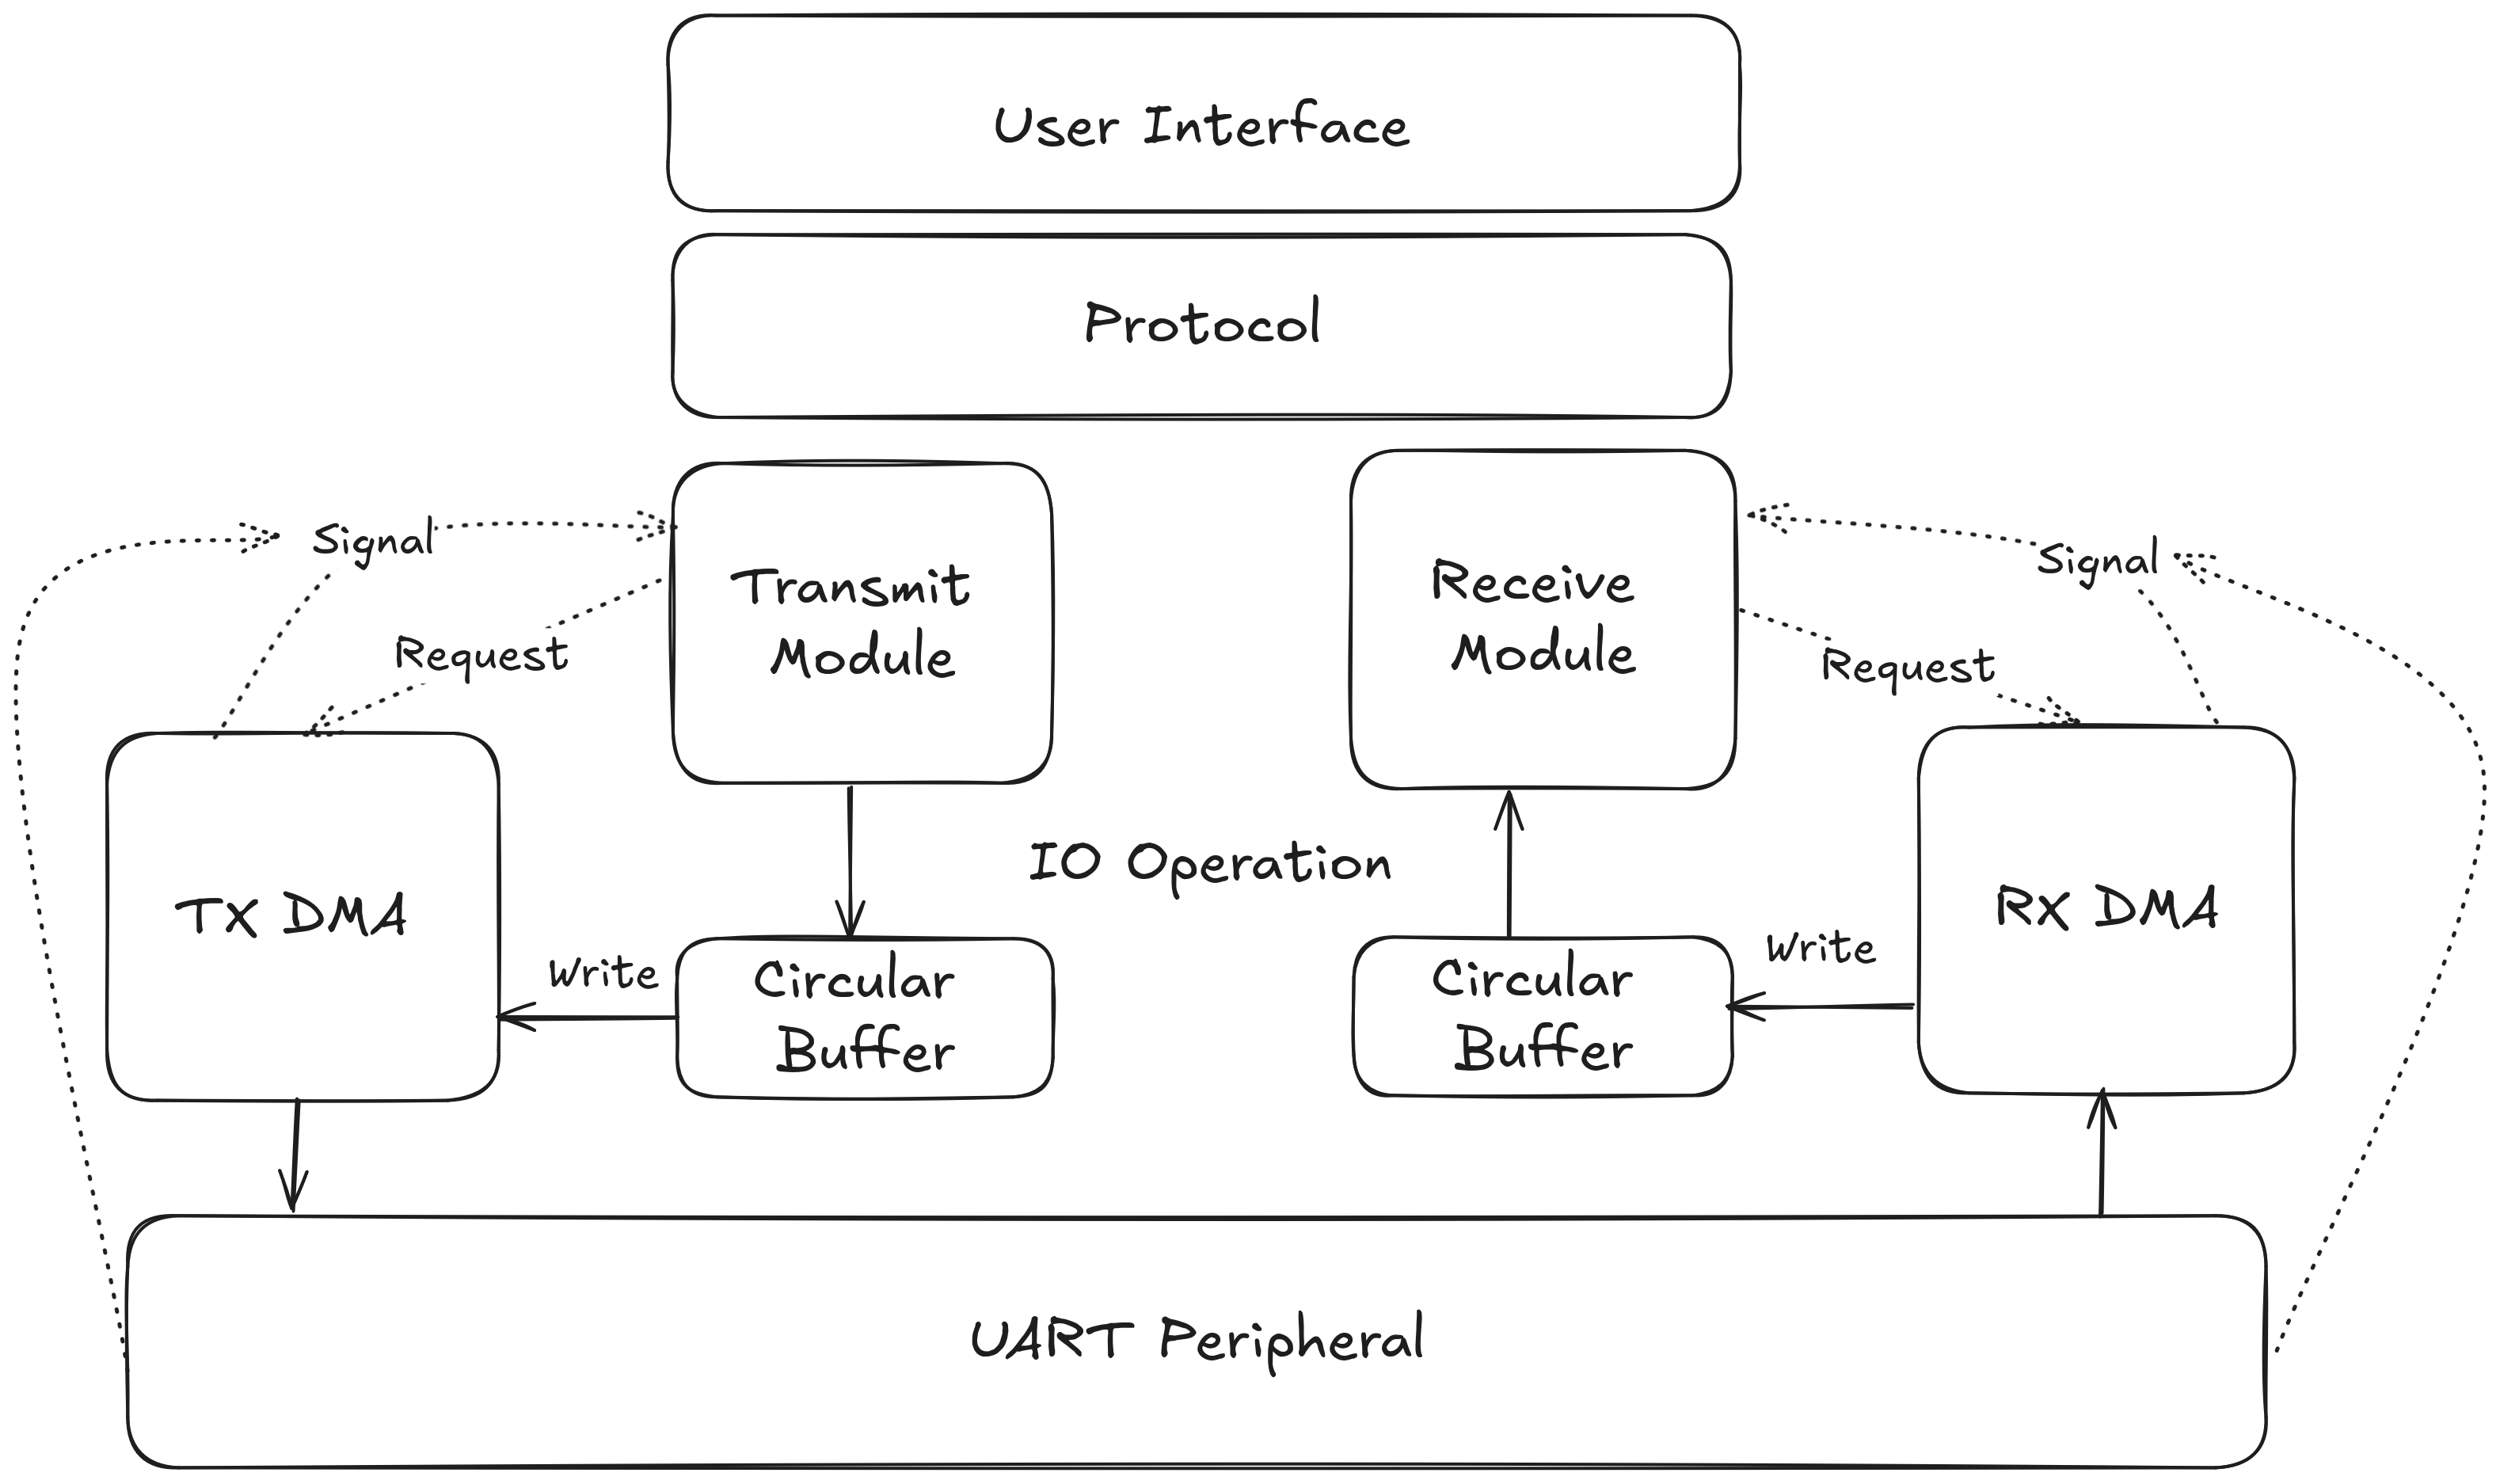 User Interface
Protocol
Signal
Request
Transmit
Module
Receive
Module
Signal
Request
TX DMA
Write
IO Operation
Circular
Buffer
Circular
Buffer
Write
RX DMA
UART Peripheral